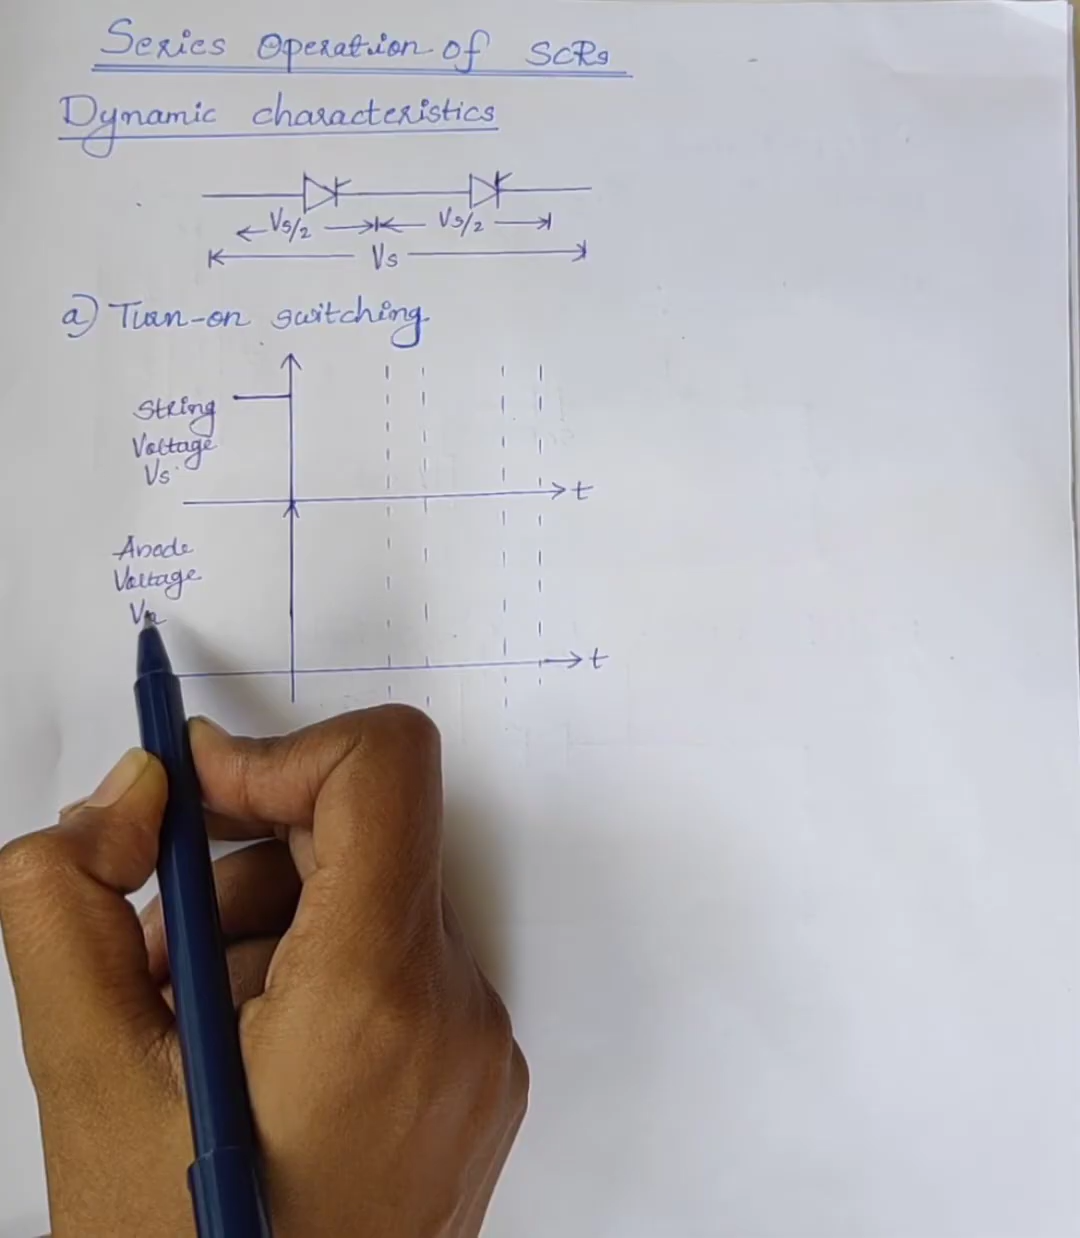 Series Operation of SCRs
Dynamic characteristics
Vs/2 Vs/2
Vs
a) Turn-on switching
String
Voltage
Vs
t
Anode
Voltage
Va
t